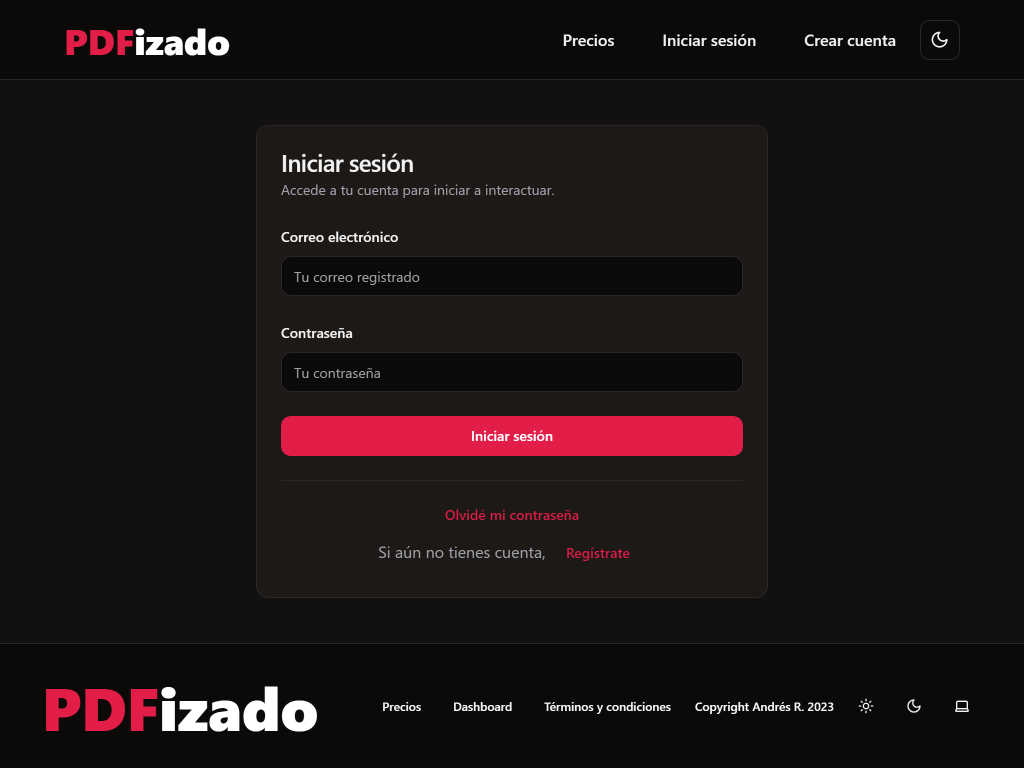 PDFizado
Precios Iniciar sesión Crear cuenta
Iniciar sesión
Accede a tu cuenta para iniciar a interactuar.
Correo electrónico
Tu correo registrado
Contraseña
Tu contraseña
Iniciar sesión
Olvidé mi contraseña
Si aún no tienes cuenta, Regístrate
PDFizado
Precios Dashboard Términos y condiciones Copyright Andrés R. 2023